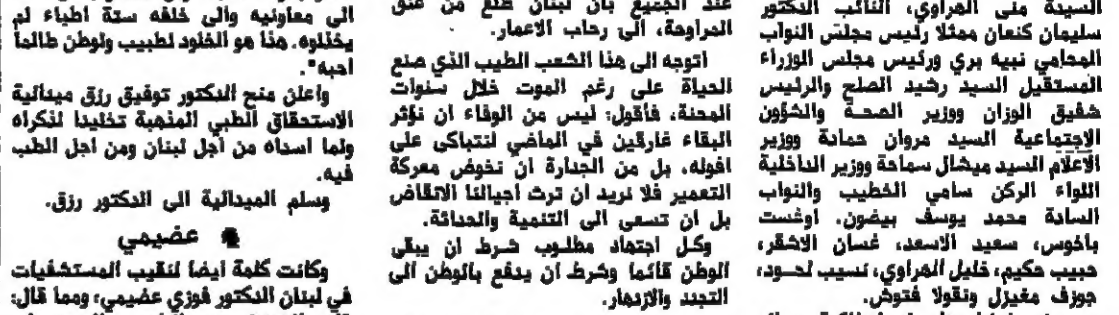 السيدة منى الهراوي، النائب الدكتور
سليمان كنعان ممثلا رئيس مجلس النواب
المحامي نبيه بري ورئيس مجلس الوزراء
المستقيل السيد رشيد الصلح والرئيس
شفيق الوزان ووزير الصحة والشؤون
الاجتماعية السيد مروان حمادة ووزير
الاعلام السيد ميشال سماحة ووزير الداخلية
اللواء الركن سامي الخطيب والنواب
السادة محمد يوسف بيضون، اوغست
باخوس، سعيد الاسعد، غسان الاشقر،
حبيب حكيم، خليل الهراوي، نسيب لحود،
جوزف مغيزل ونقولا فتوش.
عند الجميع بان لبنان طلع من عنق
المراوحة، الى رحاب الاعمار.
اتوجه الى هذا الشعب الطيب الذي صنع
الحياة على رغم الموت خلال سنوات
المحنة، فأقول: ليس من الوفاء ان نؤثر
البقاء غارقين في الماضي لنتباكى على
افوله، بل من الجدارة ان نخوض معركة
التعمير فلا نريد ان ترث اجيالنا الانقاض
بل ان تسعى الى التنمية والحداثة.
وكل اجتهاد مطلوب شرط ان يبقى
الوطن قائما وشرط ان يدفع بالوطن الى
التجدد والازدهار.
الى معاونيه والى خلفه ستة اطباء لم
يخذلوه. هذا هو الخلود لطبيب ولوطن طالما
احبه".
واعلن منح الدكتور توفيق رزق ميدالية
الاستحقاق الطبي المذهبة تخليدا لذكراه
ولما اسداه من اجل لبنان ومن اجل الطب
فيه.
وسلم الميدالية الى الدكتور رزق.
عضيمي
وكانت كلمة ايضا لنقيب المستشفيات
في لبنان الدكتور فوزي عضيمي، ومما قال: